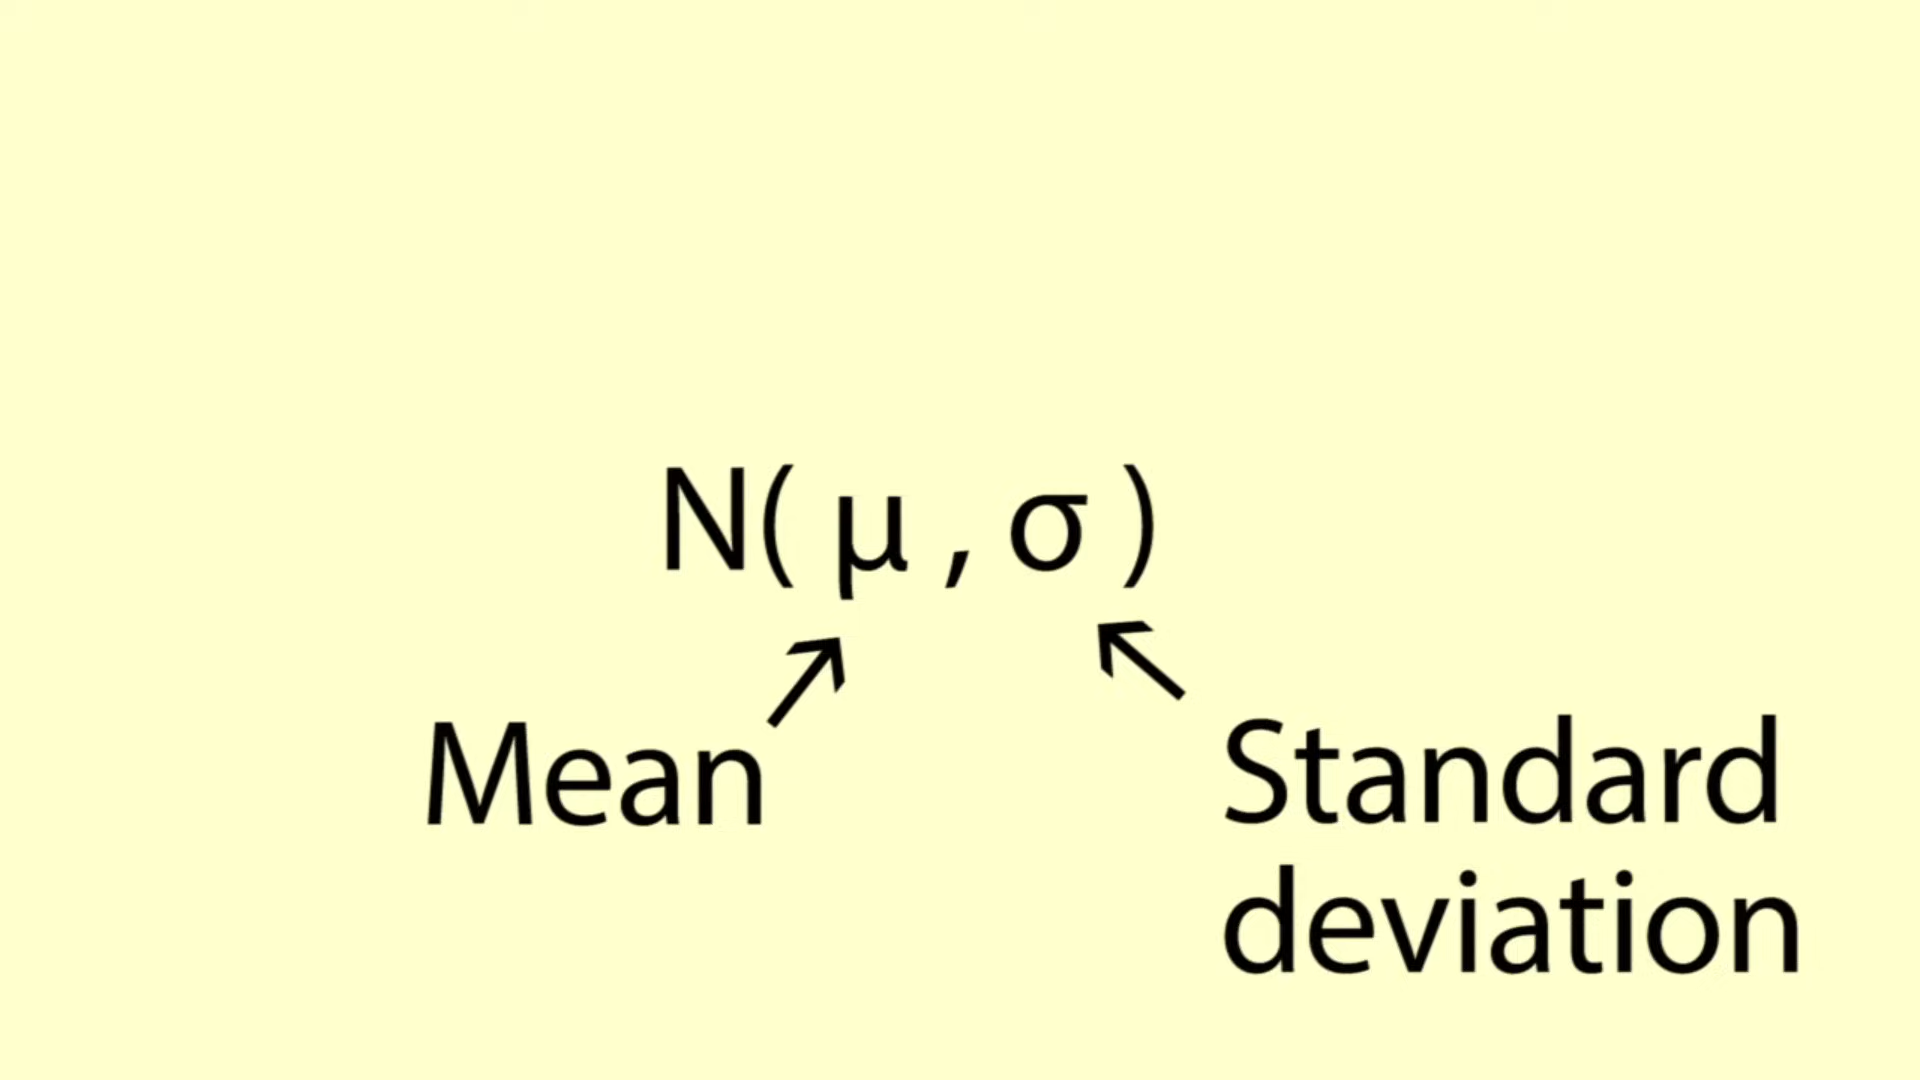 N( μ , σ )
Mean
Standard
deviation